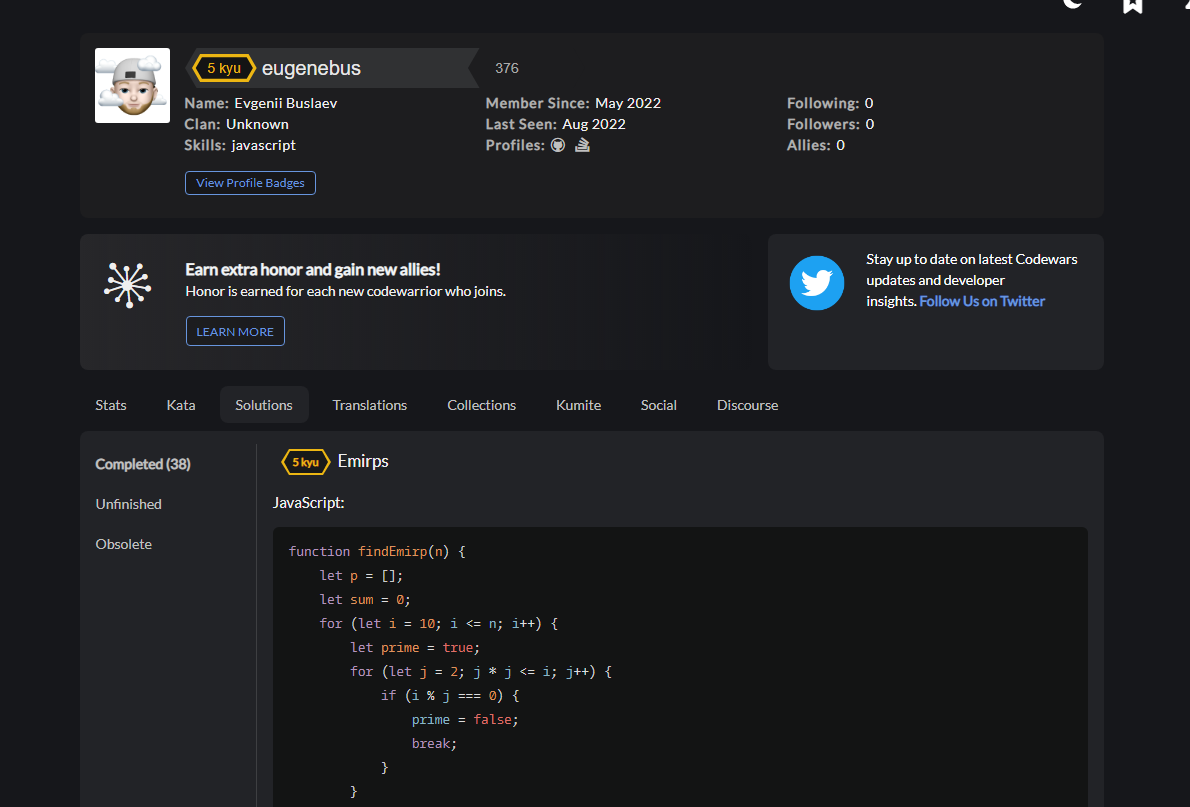 5 kyu eugenebus 376
Name: Evgenii Buslaev
Clan: Unknown
Skills: javascript
Member Since: May 2022
Last Seen: Aug 2022
Profiles:
Following: 0
Followers: 0
Allies: 0
View Profile Badges
Earn extra honor and gain new allies!
Honor is earned for each new codewarrior who joins.
LEARN MORE
Stay up to date on latest Codewars
updates and developer
insights. Follow Us on Twitter
Stats Kata Solutions Translations Collections Kumite Social Discourse
Completed (38)
Unfinished
Obsolete
5 kyu Emirps
JavaScript:
function findEmirp(n) {
    let p = [];
    let sum = 0;
    for (let i = 10; i <= n; i++) {
        let prime = true;
        for (let j = 2; j * j <= i; j++) {
            if (i % j === 0) {
                prime = false;
                break;
            }
        }